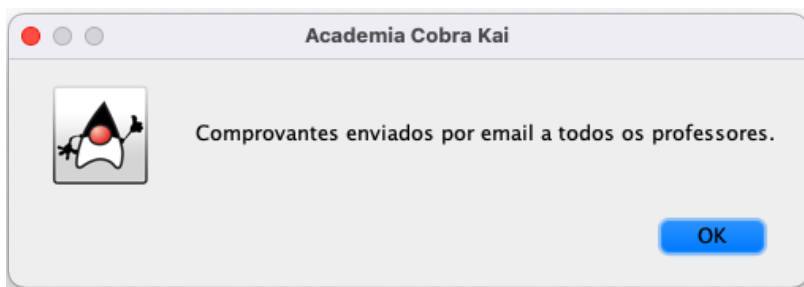 Academia Cobra Kai
Comprovantes enviados por email a todos os professores.
OK